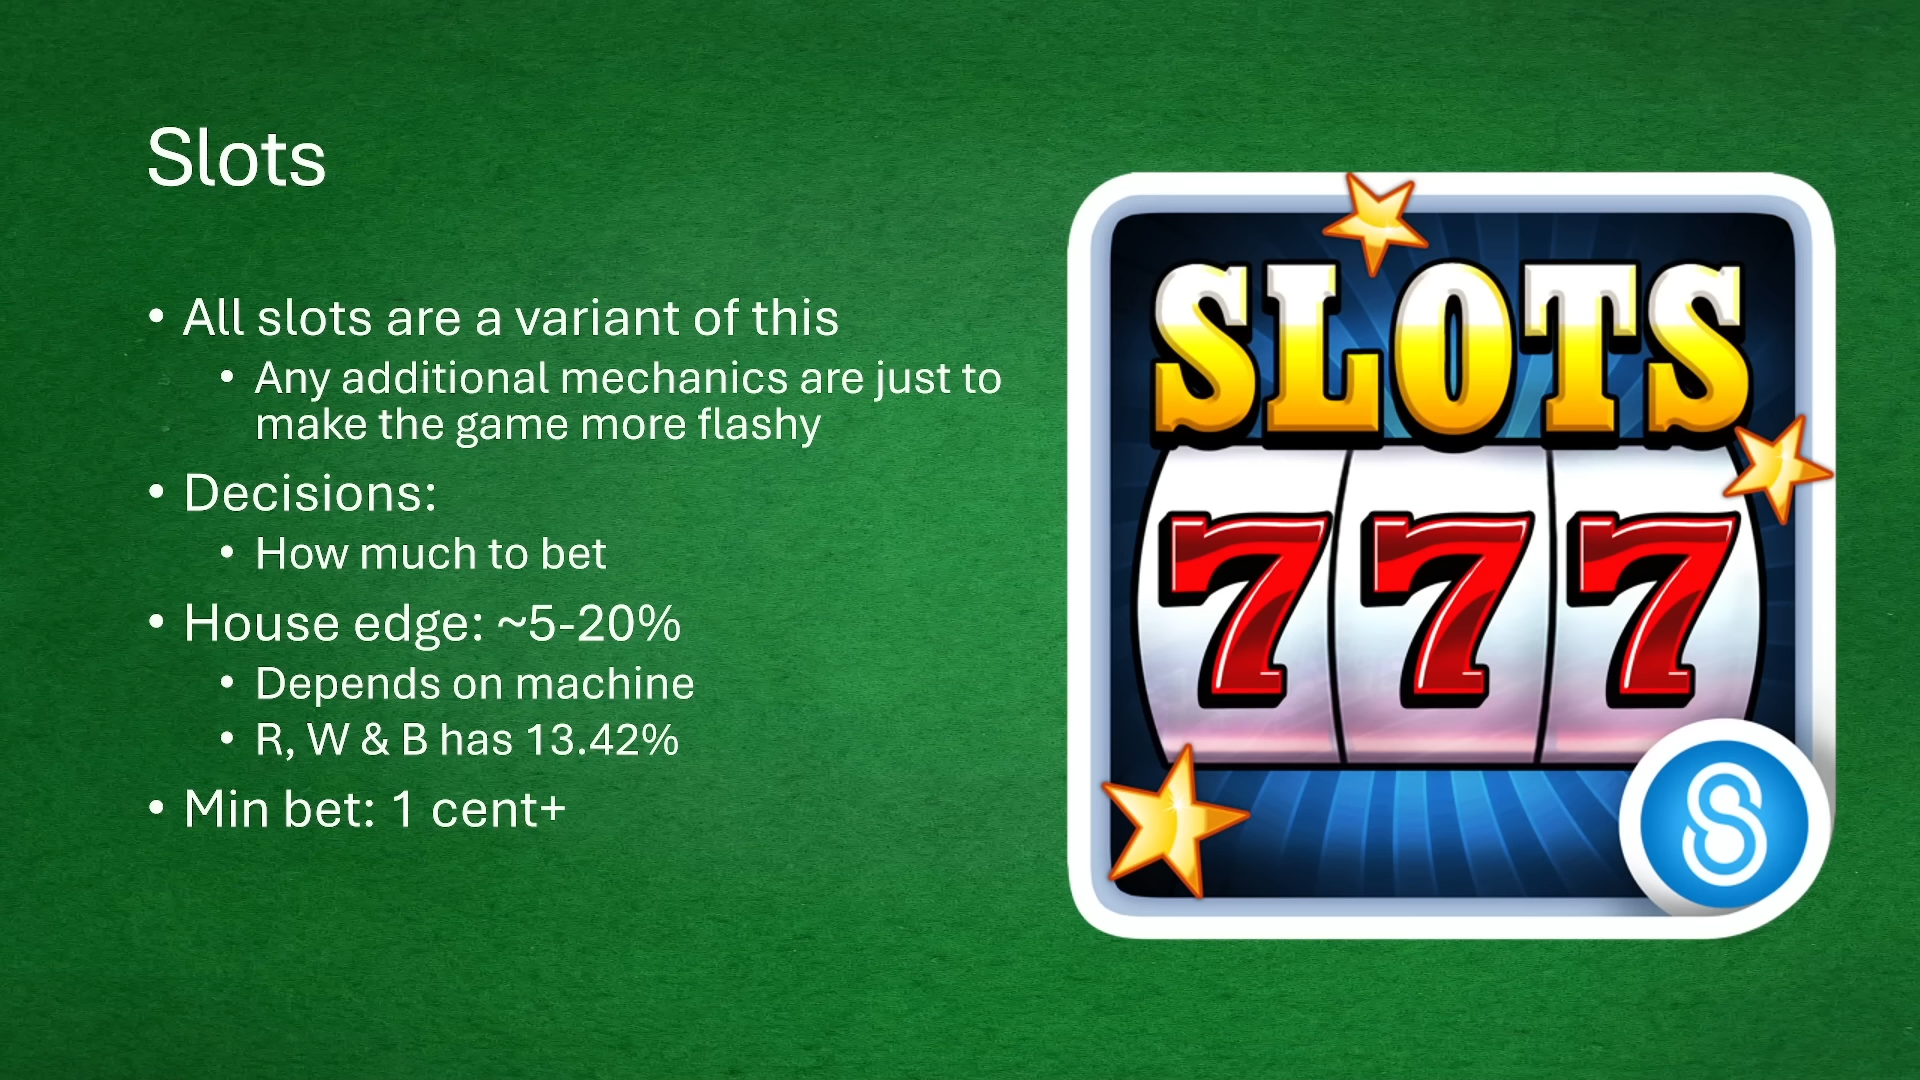 Slots
• All slots are a variant of this
• Any additional mechanics are just to
make the game more flashy
• Decisions:
• How much to bet
• House edge: ~5-20%
• Depends on machine
• R, W & B has 13.42%
• Min bet: 1 cent+
SLOTS
777
S